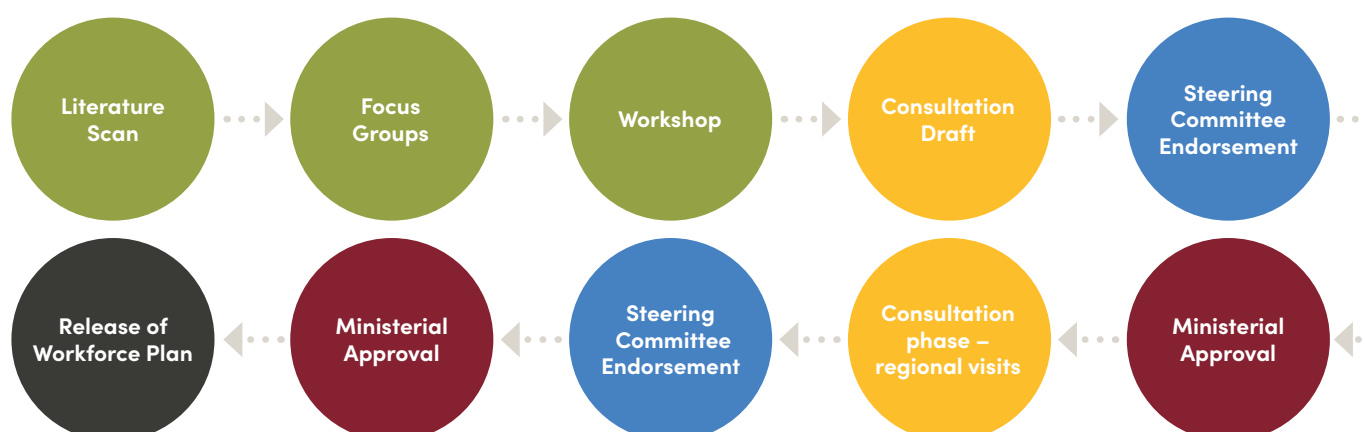 Literature
Scan
Focus
Groups
Workshop
Consultation
Draft
Steering
Committee
Endorsement
Ministerial
Approval
Consultation
phase –
regional visits
Steering
Committee
Endorsement
Ministerial
Approval
Release of
Workforce Plan